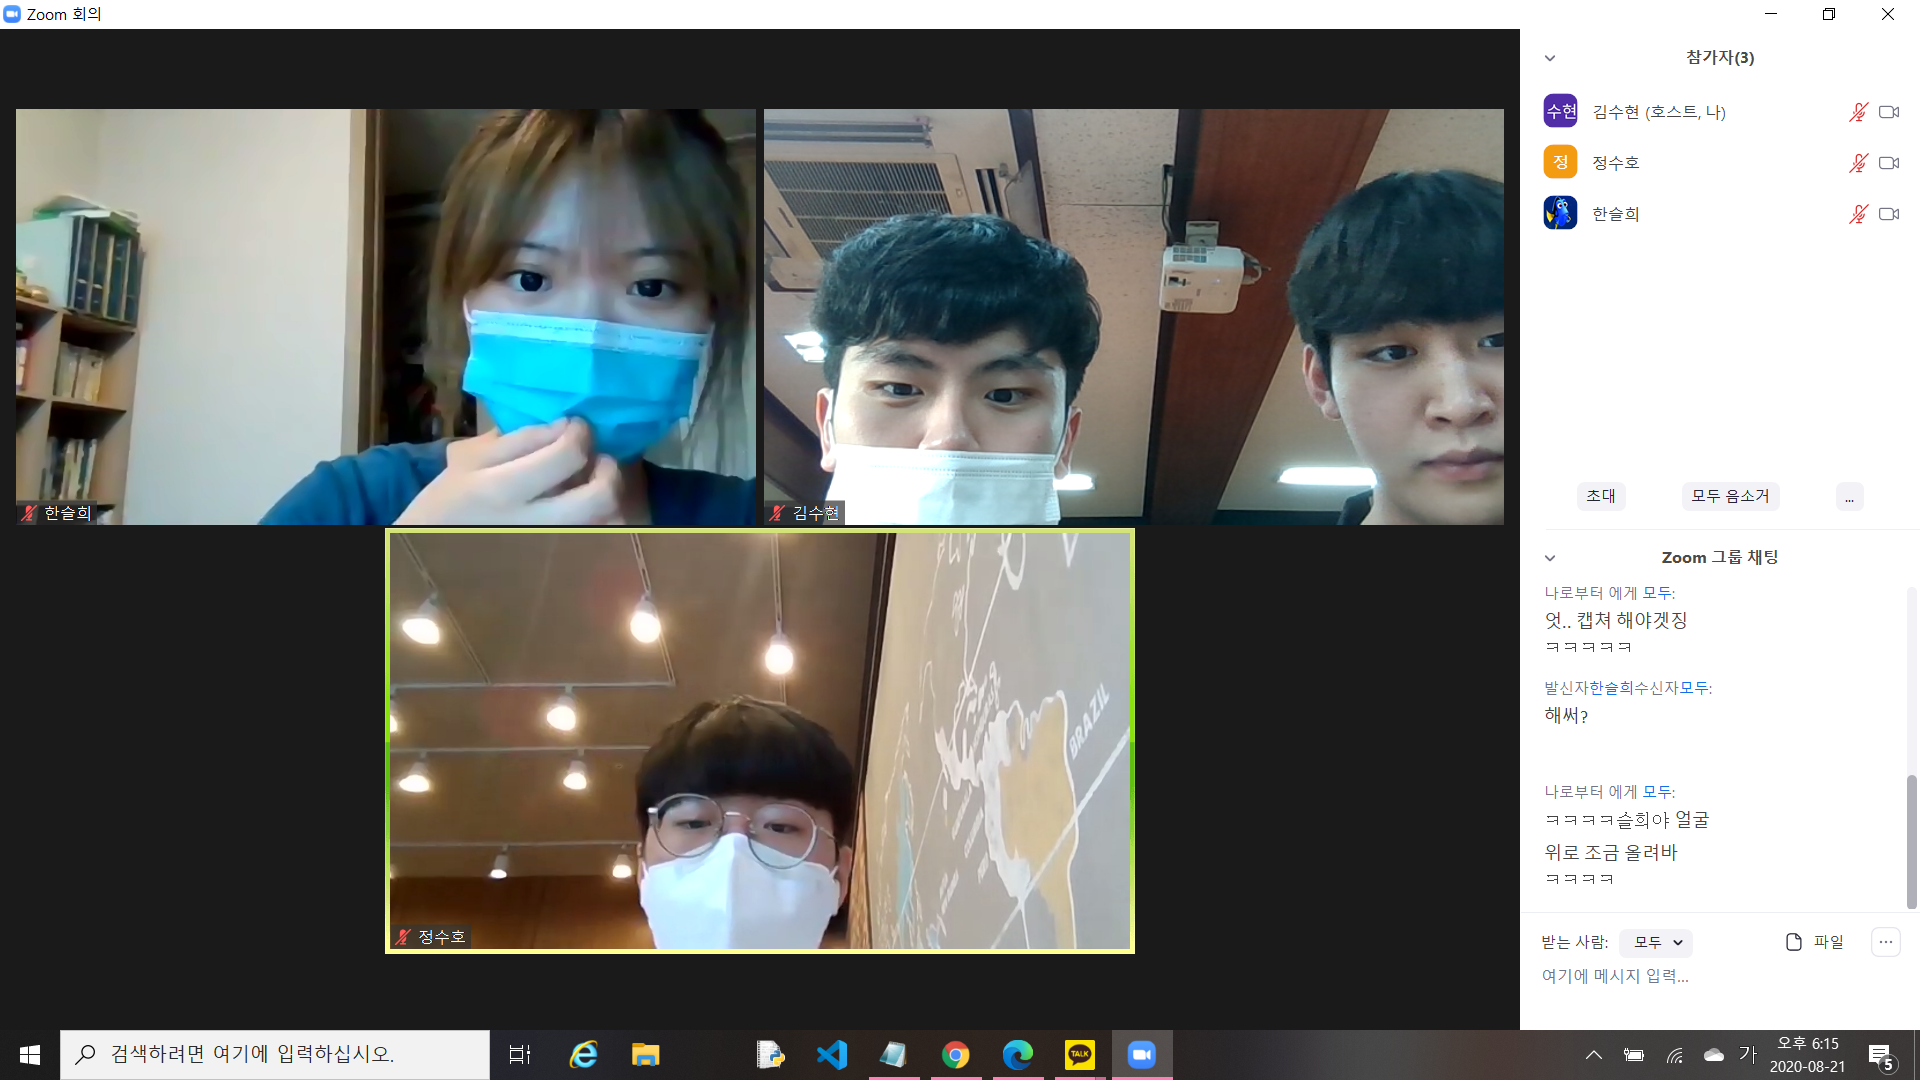 Zoom 회의
한슬희
김수현
BRAZIL
정수호
참가자(3)
수현 김수현 (호스트, 나)
정 정수호
한슬희
초대 모두 음소거 ...
Zoom 그룹 채팅
나로부터 에게 모두:
엇.. 캡쳐 해야겟징
ㅋㅋㅋㅋㅋ
발신자한슬희수신자모두:
해써?
나로부터 에게 모두:
ㅋㅋㅋㅋ슬희야 얼굴
위로 조금 올려바
ㅋㅋㅋㅋ
받는 사람: 모두 파일 ...
여기에 메시지 입력...
검색하려면 여기에 입력하십시오.
TALK
가
오후 6:15
2020-08-21
5